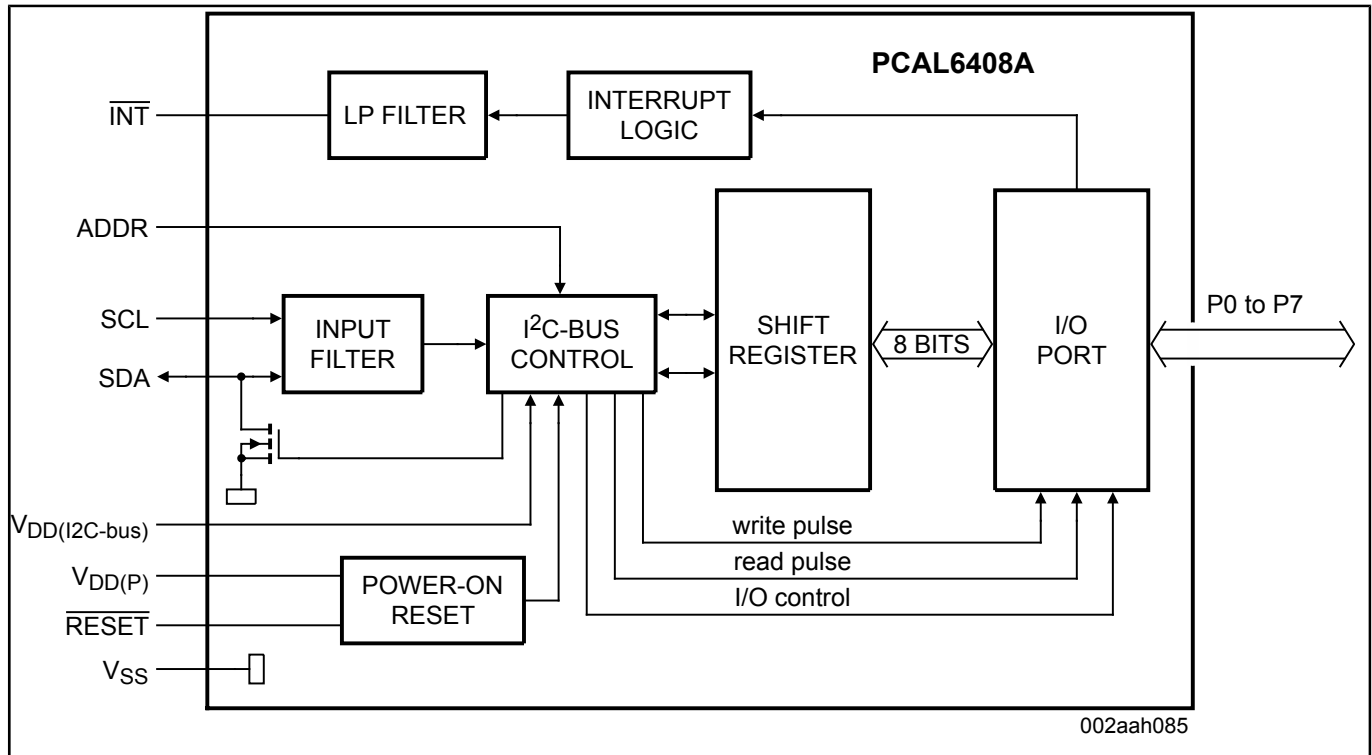 PCAL6408A
INT
LP FILTER
INTERRUPT
LOGIC
ADDR
SCL
SDA
INPUT
FILTER
I2C-BUS
CONTROL
SHIFT
REGISTER
8 BITS
I/O
PORT
P0 to P7
VDD(I2C-bus)
VDD(P)
RESET
VSS
POWER-ON
RESET
write pulse
read pulse
I/O control
002aah085